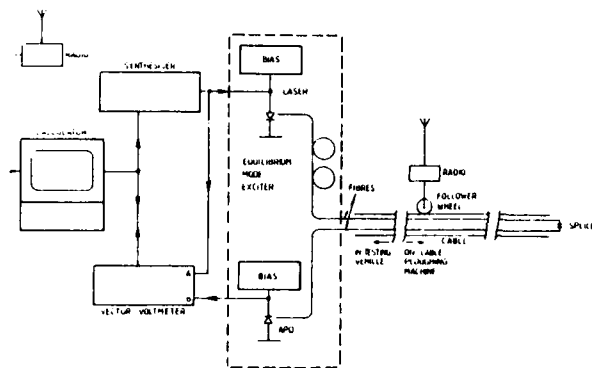 RADIO
SYNTHESISER
BIAS
LASER
CALCULATOR
EQUILIBRIUM
MODE
EXCITER
RADIO
FOLLOWER
WHEEL
FIBRES
SPLICE
CABLE
IN TESTING
VEHICLE
ON CABLE
PLOUGHING
MACHINE
BIAS
A
B
VECTOR VOLTMETER
APD